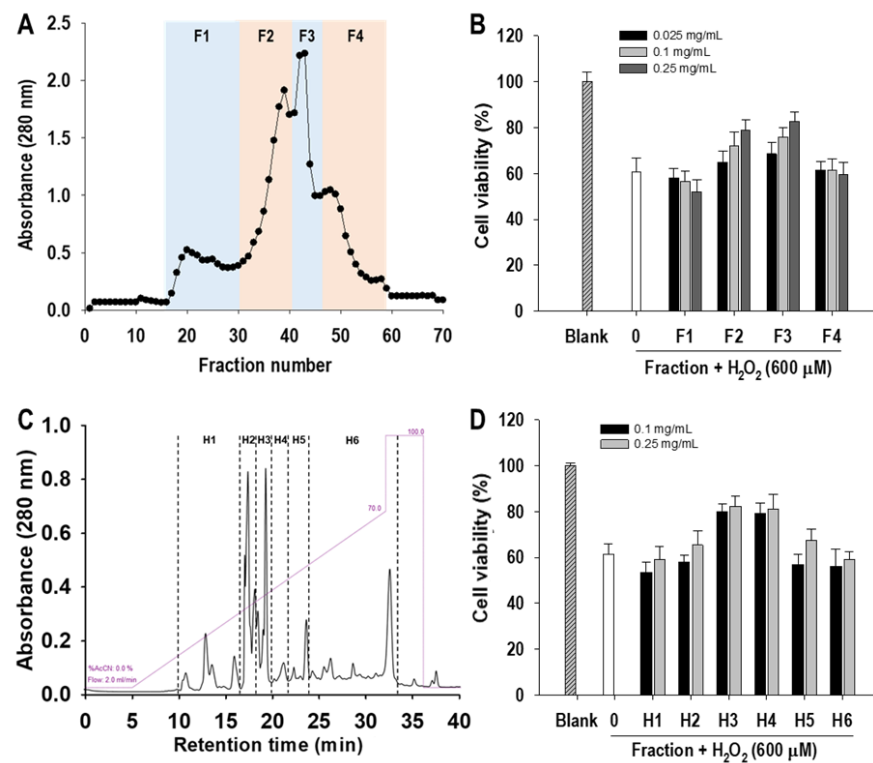 A
Absorbance (280 nm)
2.5
2.0
1.5
1.0
0.5
0.0
F1 F2 F3 F4
0 10 20 30 40 50 60 70
Fraction number
B
Cell viability (%)
120
100
80
60
40
20
0
0.025 mg/mL
0.1 mg/mL
0.25 mg/mL
Blank 0 F1 F2 F3 F4
Fraction + H₂O₂ (600 μM)
C
Absorbance (280 nm)
1.0
0.8
0.6
0.4
0.2
0.0
H1 H2 H3 H4 H5 H6
100.0
70.0
%AcCN: 0.0 %
Flow: 2.0 ml/min
0 5 10 15 20 25 30 35 40
Retention time (min)
D
Cell viability (%)
120
100
80
60
40
20
0
0.1 mg/mL
0.25 mg/mL
Blank 0 H1 H2 H3 H4 H5 H6
Fraction + H₂O₂ (600 μM)